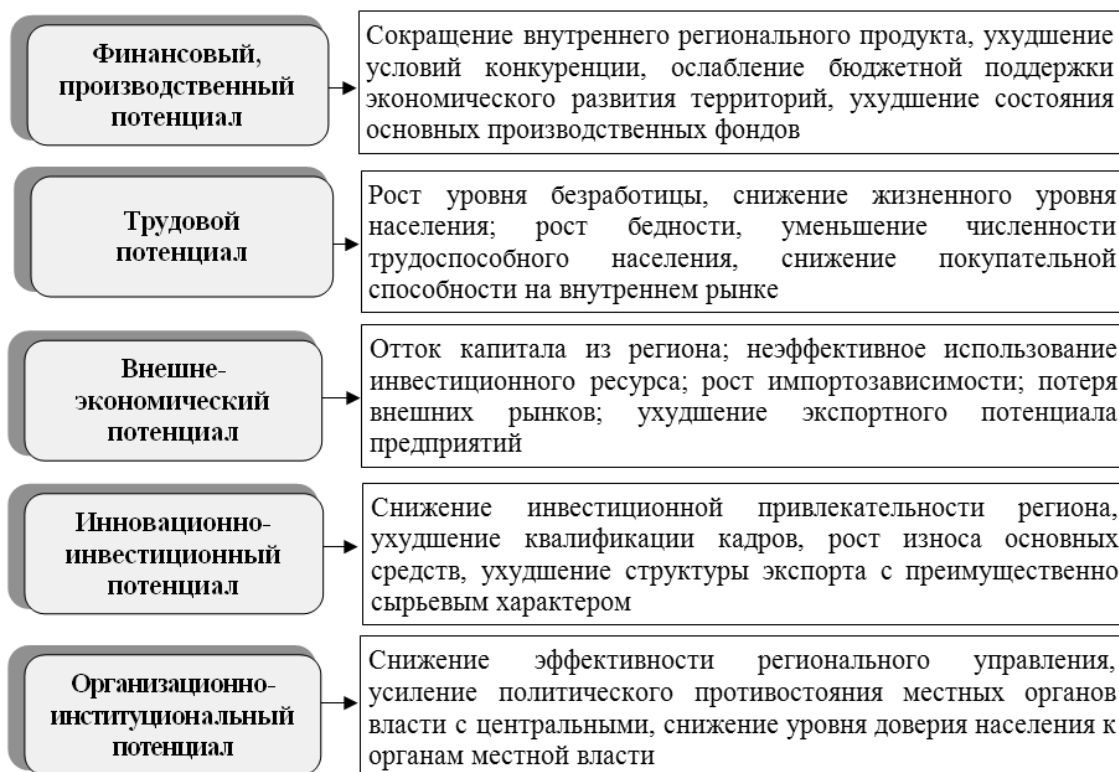 Финансовый,
производственный
потенциал
Сокращение внутреннего регионального продукта, ухудшение
условий конкуренции, ослабление бюджетной поддержки
экономического развития территорий, ухудшение состояния
основных производственных фондов
Трудовой
потенциал
Рост уровня безработицы, снижение жизненного уровня
населения; рост бедности, уменьшение численности
трудоспособного населения, снижение покупательной
способности на внутреннем рынке
Внешне-
экономический
потенциал
Отток капитала из региона; неэффективное использование
инвестиционного ресурса; рост импортозависимости; потеря
внешних рынков; ухудшение экспортного потенциала
предприятий
Инновационно-
инвестиционный
потенциал
Снижение инвестиционной привлекательности региона,
ухудшение квалификации кадров, рост износа основных
средств, ухудшение структуры экспорта с преимущественно
сырьевым характером
Организационно-
институциональный
потенциал
Снижение эффективности регионального управления,
усиление политического противостояния местных органов
власти с центральными, снижение уровня доверия населения к
органам местной власти